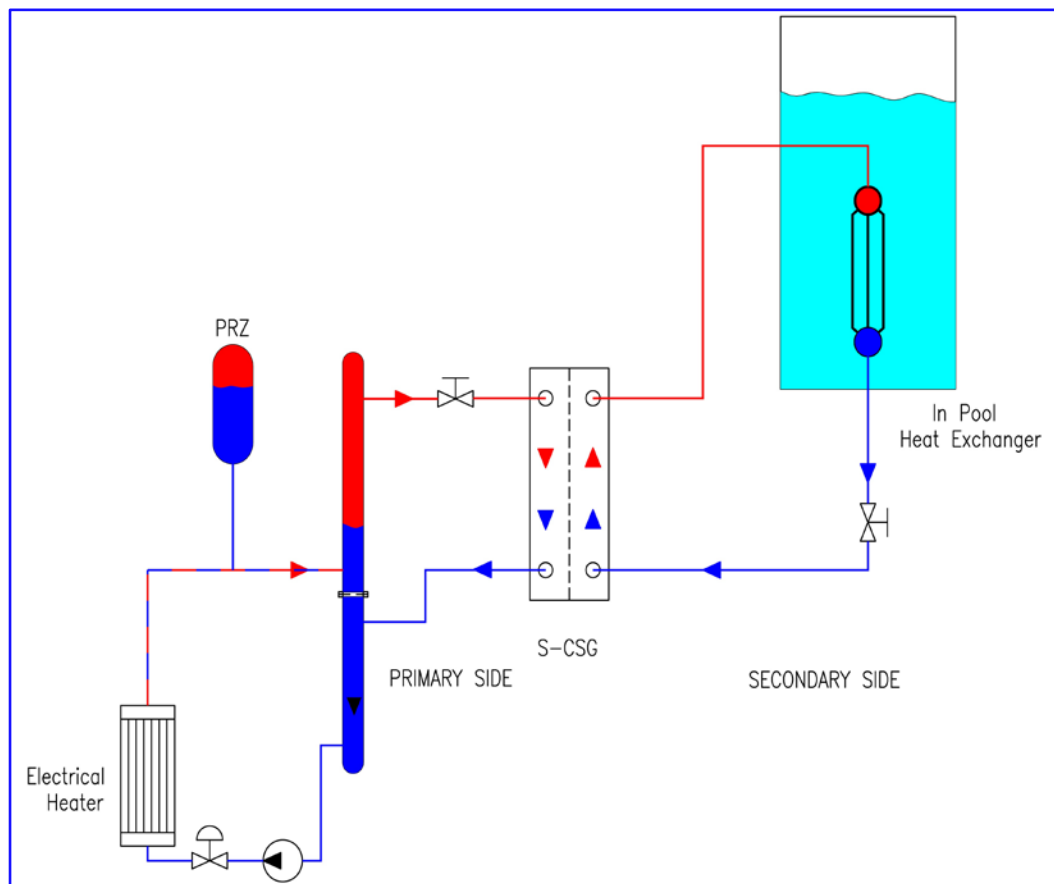 PRZ
In Pool
Heat Exchanger
S-CSG
PRIMARY SIDE
SECONDARY SIDE
Electrical
Heater